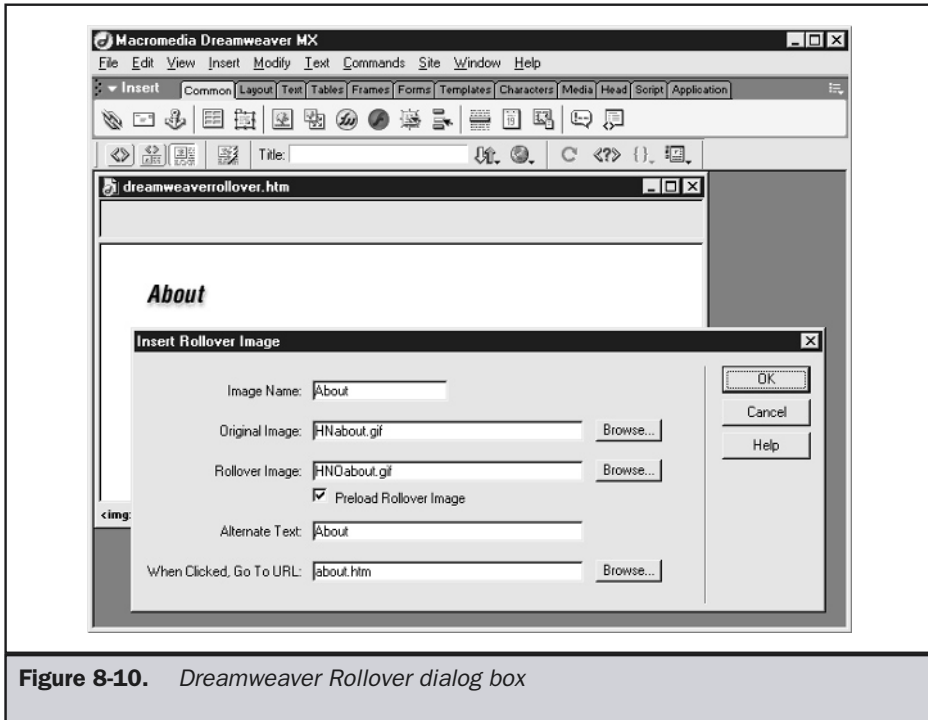 Macromedia Dreamweaver MX
File Edit View Insert Modify Text Commands Site Window Help
Insert Common Layout Text Tables Frames Forms Templates Characters Media Head Script Application
Title:
dreamweaverrollover.htm
About
Insert Rollover Image
Image Name: About
OK
Cancel
Original Image: HNabout.gif Browse...
Help
Rollover Image: HNOabout.gif Browse...
Preload Rollover Image
<img:
Alternate Text: About
When Clicked, Go To URL: about.htm Browse...
Figure 8-10. Dreamweaver Rollover dialog box